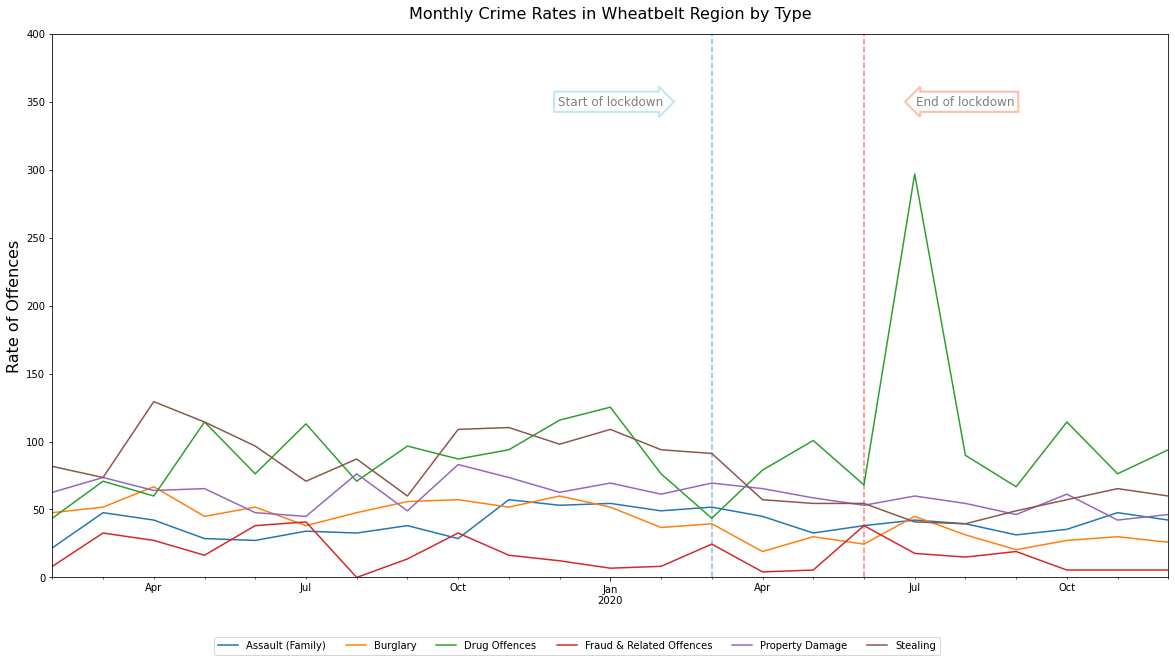 Monthly Crime Rates in Wheatbelt Region by Type
Rate of Offences
400
350
300
250
200
150
100
50
0
Start of lockdown
End of lockdown
Apr
Jul
Oct
Jan
2020
Apr
Jul
Oct
Assault (Family)
Burglary
Drug Offences
Fraud & Related Offences
Property Damage
Stealing